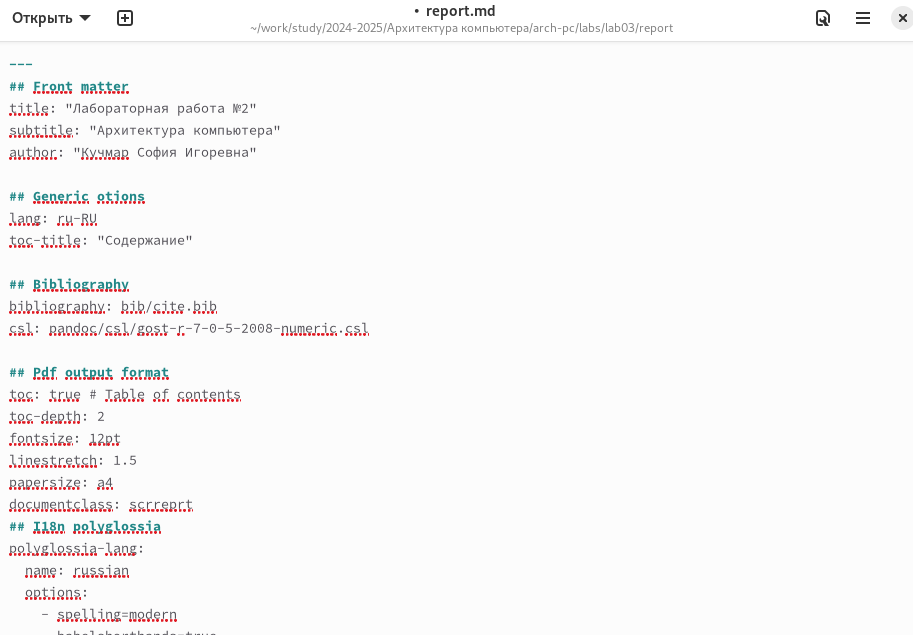 Открыть
• report.md
~/work/study/2024-2025/Архитектура компьютера/arch-pc/labs/lab03/report
---
## Front matter
title: "Лабораторная работа №2"
subtitle: "Архитектура компьютера"
author: "Кучмар София Игоревна"
## Generic otions
lang: ru-RU
toc-title: "Содержание"
## Bibliography
bibliography: bib/cite.bib
csl: pandoc/csl/gost-r-7-0-5-2008-numeric.csl
## Pdf output format
toc: true # Table of contents
toc-depth: 2
fontsize: 12pt
linestretch: 1.5
papersize: a4
documentclass: scrreprt
## I18n polyglossia
polyglossia-lang:
  name: russian
  options:
    - spelling=modern